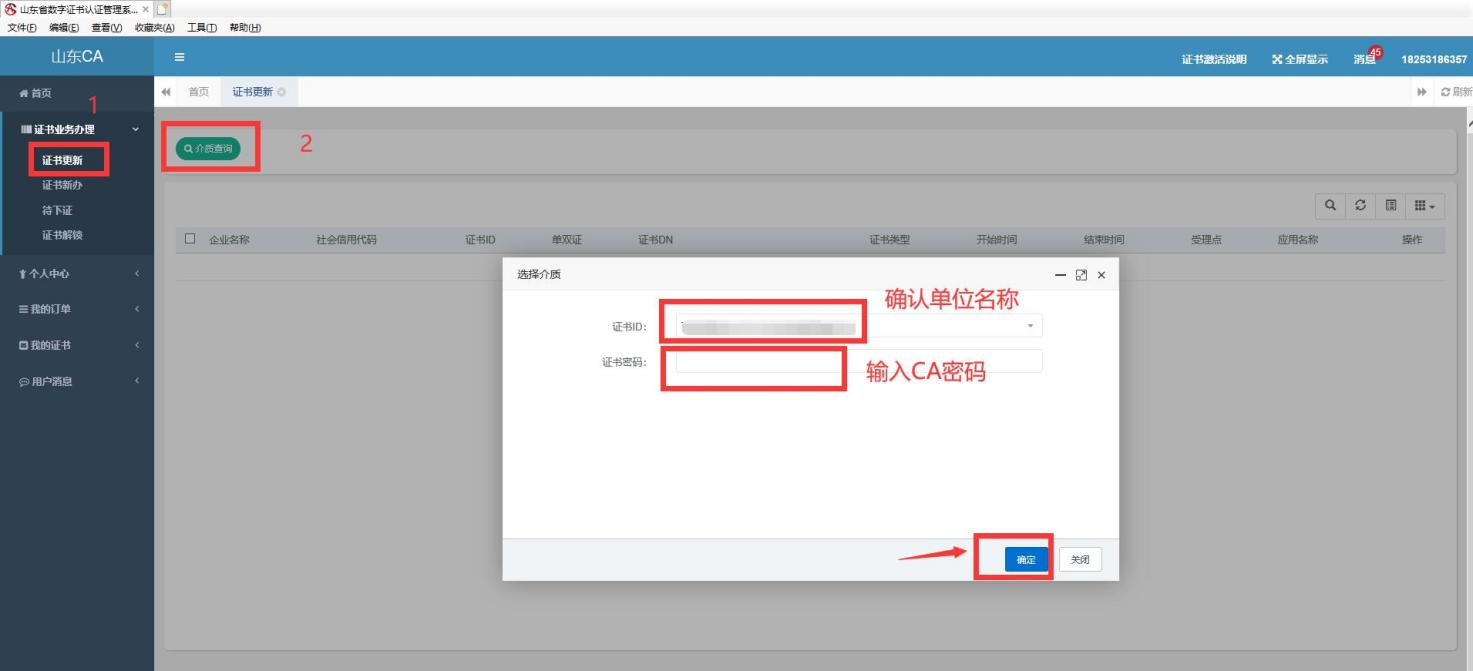 山东省数字证书认证管理系...
文件(F) 编辑(E) 查看(V) 收藏夹(A) 工具(T) 帮助(H)
山东CA
证书激活说明 全屏显示 消息 45 18253186357
首页
首页 证书更新
刷新
1
证书业务办理
证书更新
证书新办
待下证
证书解锁
个人中心
我的订单
我的证书
用户消息
介质查询
2
企业名称 社会信用代码 证书ID 单双证 证书DN 证书类型 开始时间 结束时间 受理点 应用名称 操作
选择介质
确认单位名称
证书ID:
证书密码:
输入CA密码
确定 关闭